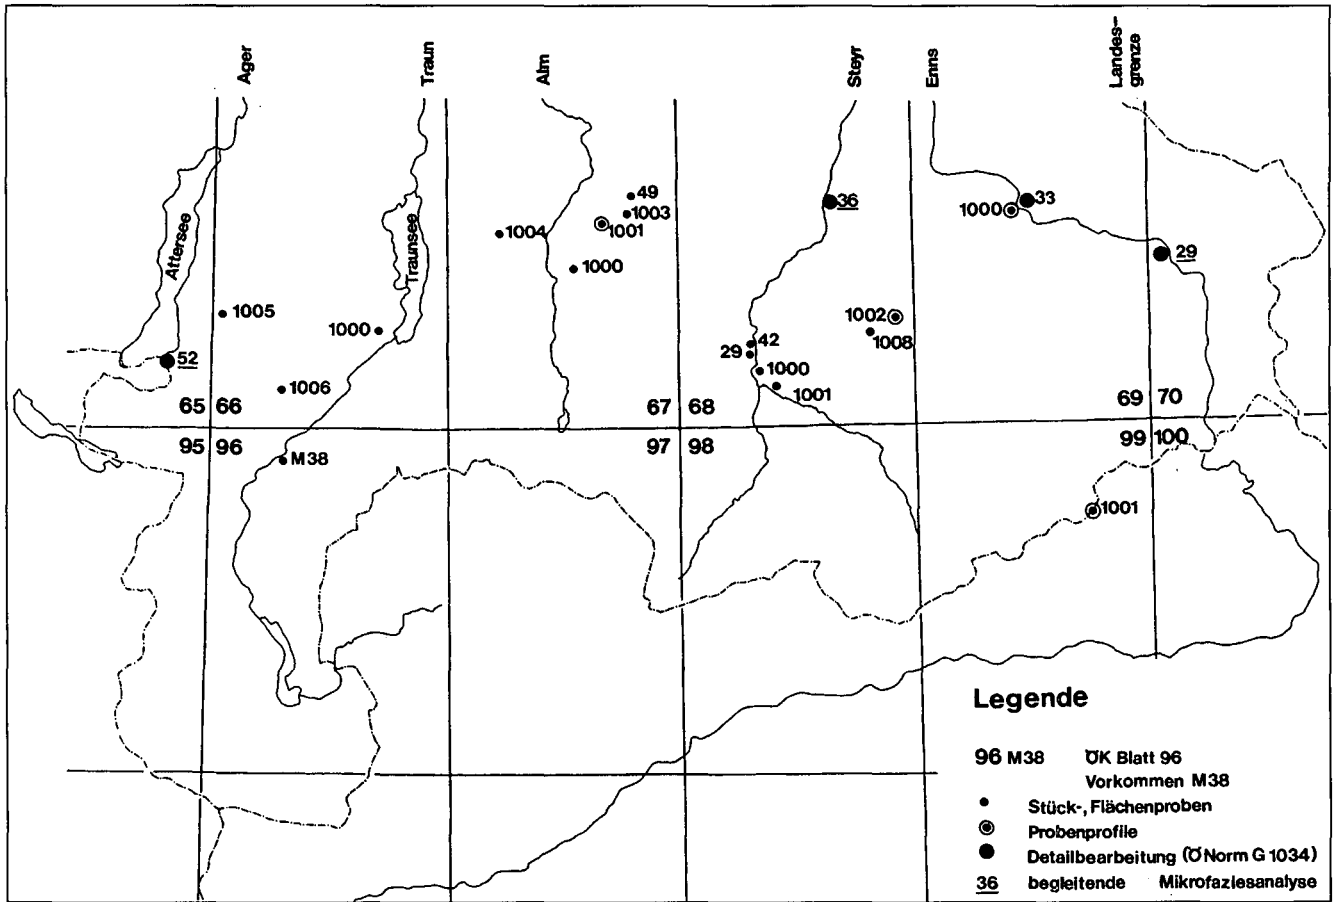 Ager
Traun
Alm
Steyr
Enns
Landes-
grenze
Attersee
Traunsee
49
1003
1001
1004
1000
36
33
1000
29
1005
1000
1002
1008
42
29
1000
1001
52
1006
65 66
67 68
69 70
95 96
97 98
99 100
M38
1001
Legende
96 M38 ÖK Blatt 96
Vorkommen M38
Stück-, Flächenproben
Probenprofile
Detailbearbeitung (Ö Norm G 1034)
36 begleitende Mikrofaziesanalyse